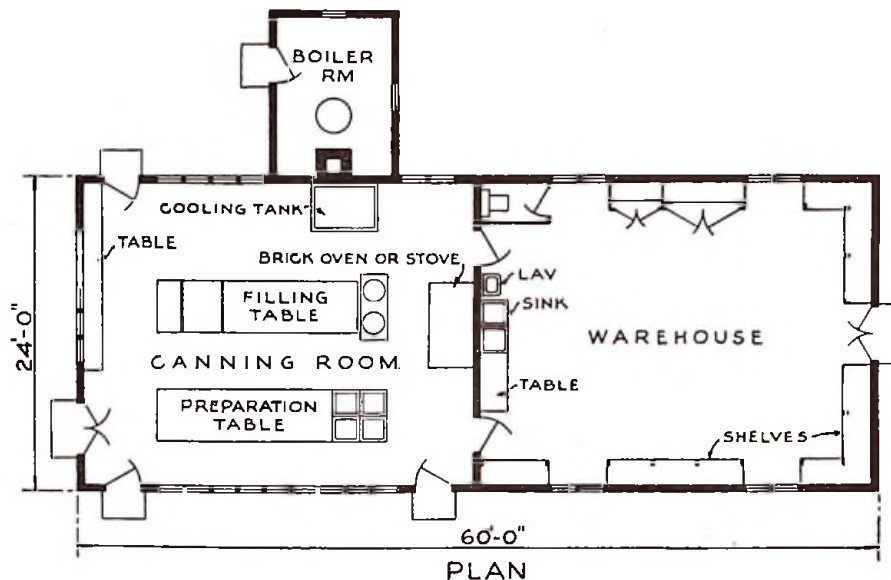 BOILER
RM
COOLING TANK
TABLE
BRICK OVEN OR STOVE
FILLING
TABLE
LAV
SINK
24'-0"
CANNING ROOM
WAREHOUSE
PREPARATION
TABLE
TABLE
SHELVES
60'-0"
PLAN